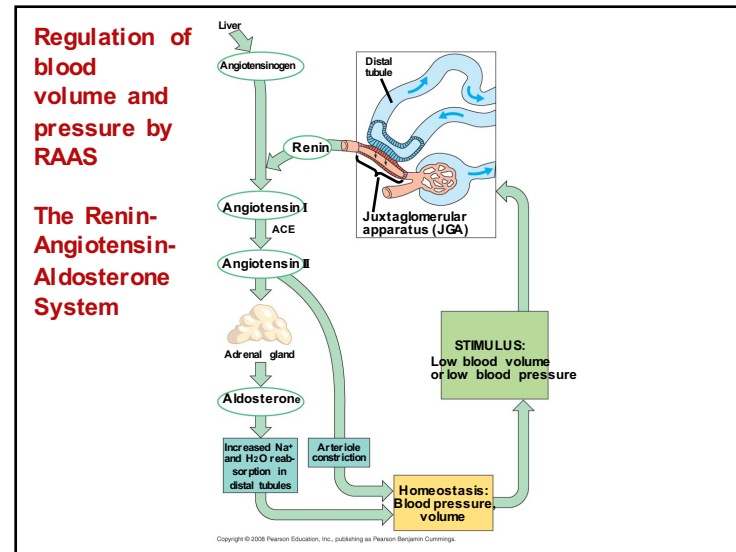 Regulation of
blood
volume and
pressure by
RAAS
The Renin-
Angiotensin-
Aldosterone
System
Liver
Angiotensinogen
Distal
tubule
Renin
Juxtaglomerular
apparatus (JGA)
Angiotensin I
ACE
Angiotensin II
Adrenal gland
Aldosterone
Increased Na+
and H2O reab-
sorption in
distal tubules
Arteriole
constriction
STIMULUS:
Low blood volume
or low blood pressure
Homeostasis:
Blood pressure,
volume
Copyright © 2008 Pearson Education, Inc., publishing as Pearson Benjamin Cummings.